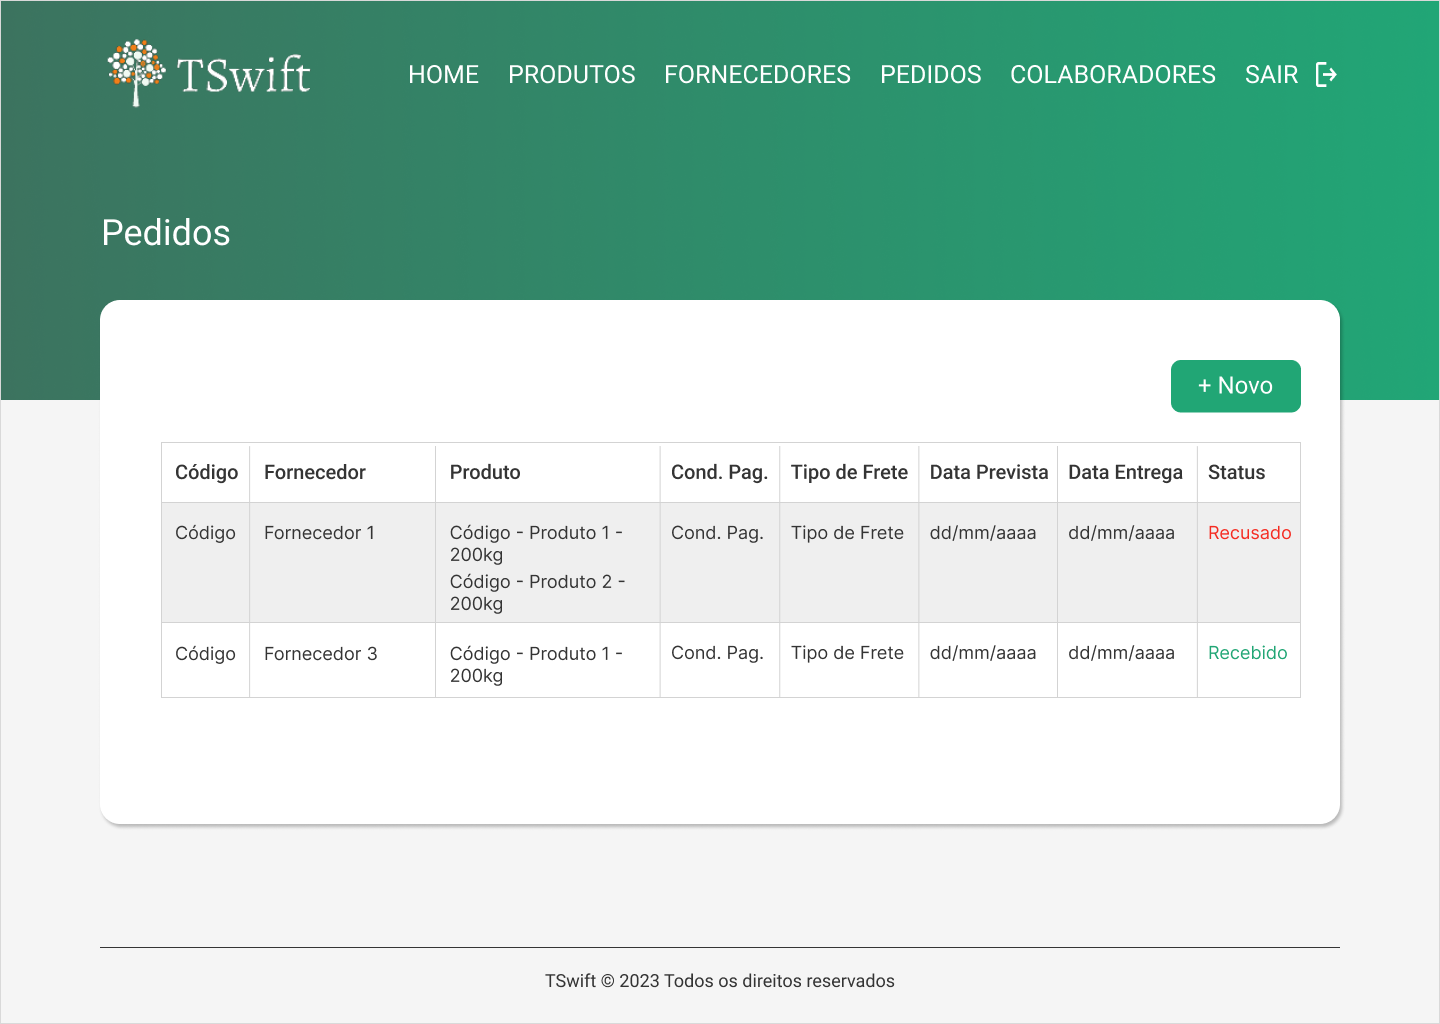 TSwift
HOME PRODUTOS FORNECEDORES PEDIDOS COLABORADORES SAIR
Pedidos
+ Novo
Código Fornecedor Produto Cond. Pag. Tipo de Frete Data Prevista Data Entrega Status
Código Fornecedor 1 Código - Produto 1 - Cond. Pag. Tipo de Frete dd/mm/aaaa dd/mm/aaaa Recusado
200kg
Código - Produto 2 -
200kg
Código Fornecedor 3 Código - Produto 1 - Cond. Pag. Tipo de Frete dd/mm/aaaa dd/mm/aaaa Recebido
200kg
TSwift © 2023 Todos os direitos reservados